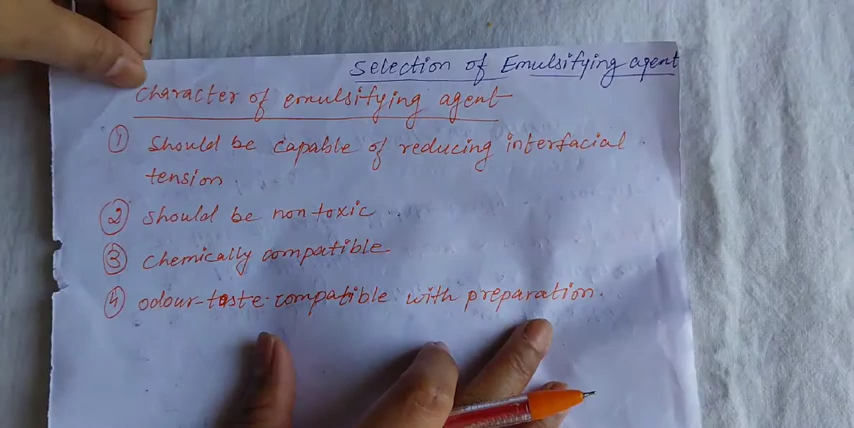 Selection of Emulsifying agent
Character of emulsifying agent
① Should be capable of reducing interfacial
tension.
② should be non toxic
③ chemically compatible
④ odour-taste-compatible with preparation.